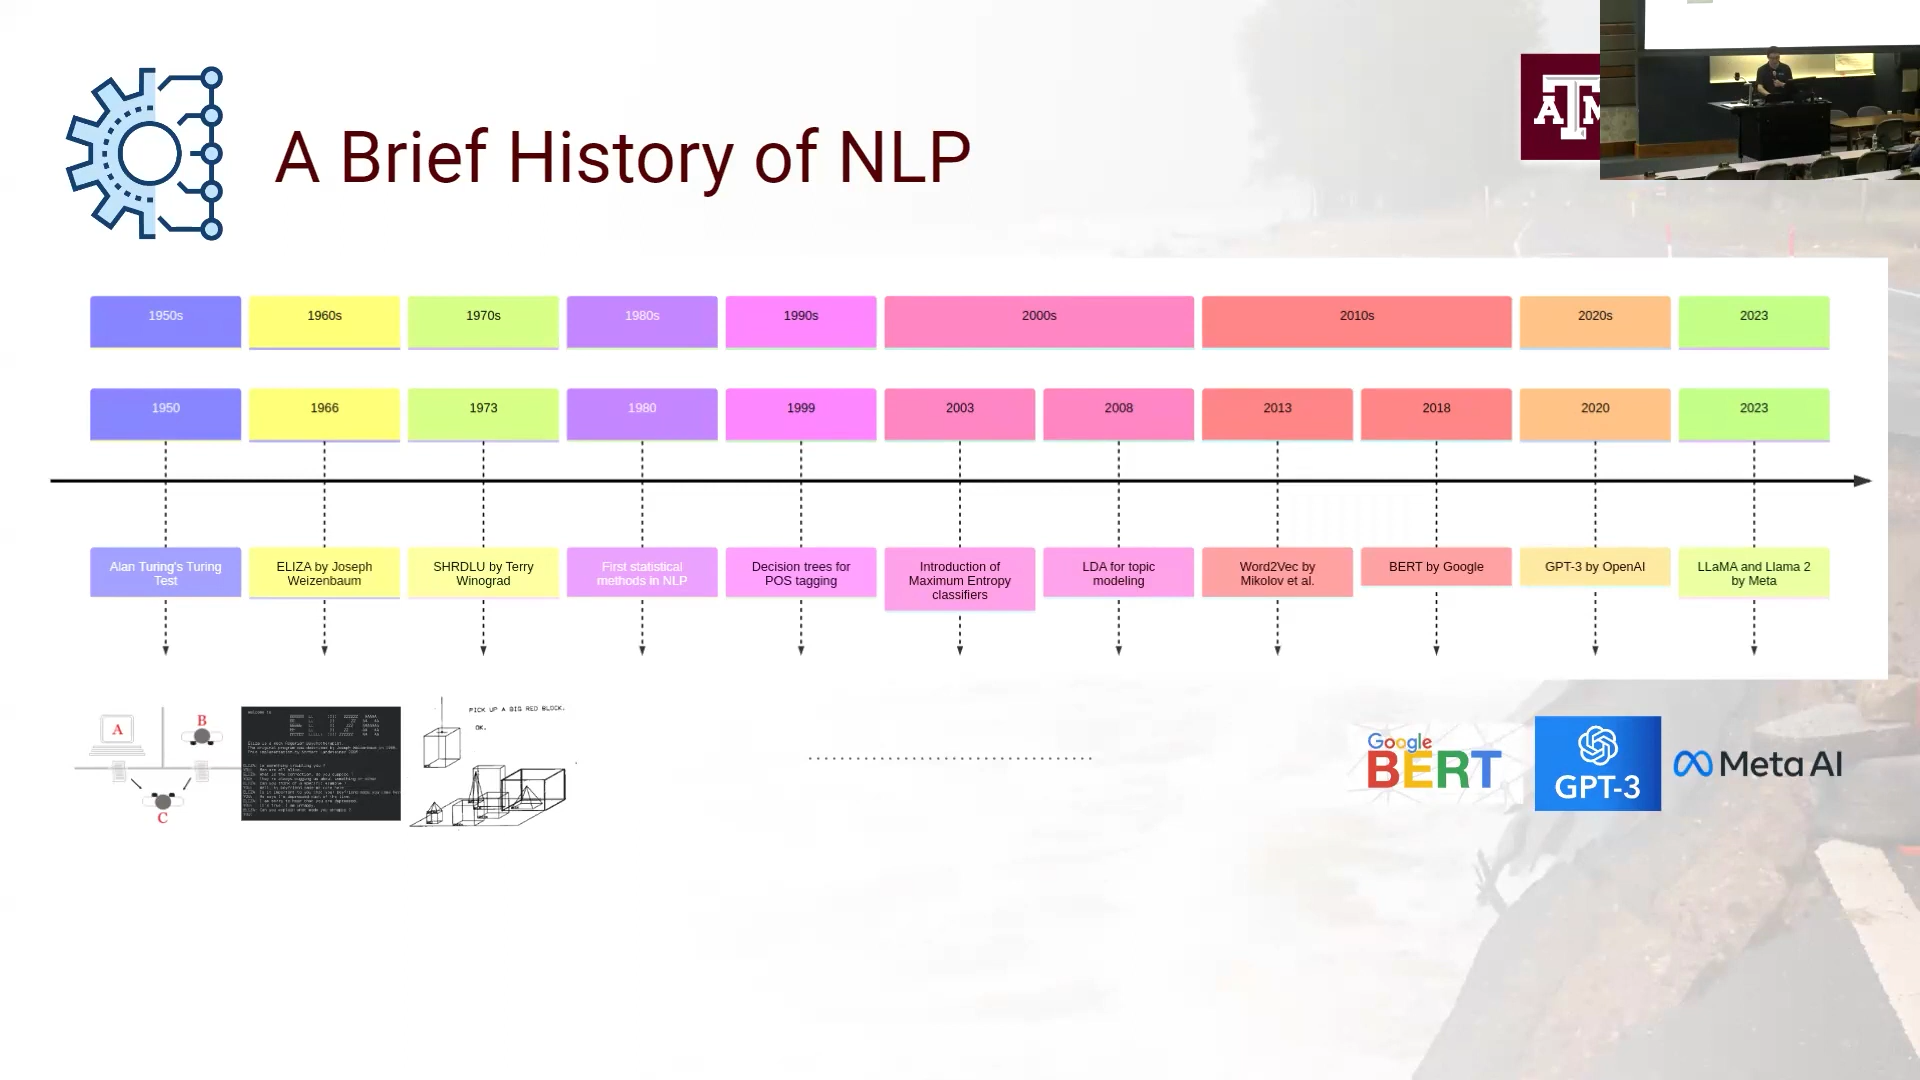 A Brief History of NLP
ATM
1950s
1960s
1970s
1980s
1990s
2000s
2010s
2020s
2023
1950
1966
1973
1980
1999
2003
2008
2013
2018
2020
2023
Alan Turing's Turing
Test
ELIZA by Joseph
Weizenbaum
SHRDLU by Terry
Winograd
First statistical
methods in NLP
Decision trees for
POS tagging
Introduction of
Maximum Entropy
classifiers
LDA for topic
modeling
Word2Vec by
Mikolov et al.
BERT by Google
GPT-3 by OpenAI
LLaMA and Llama 2
by Meta
A
B
C
WELCOME TO
PICK UP A BIG RED BLOCK.
OK.
Google
BERT
GPT-3
Meta AI